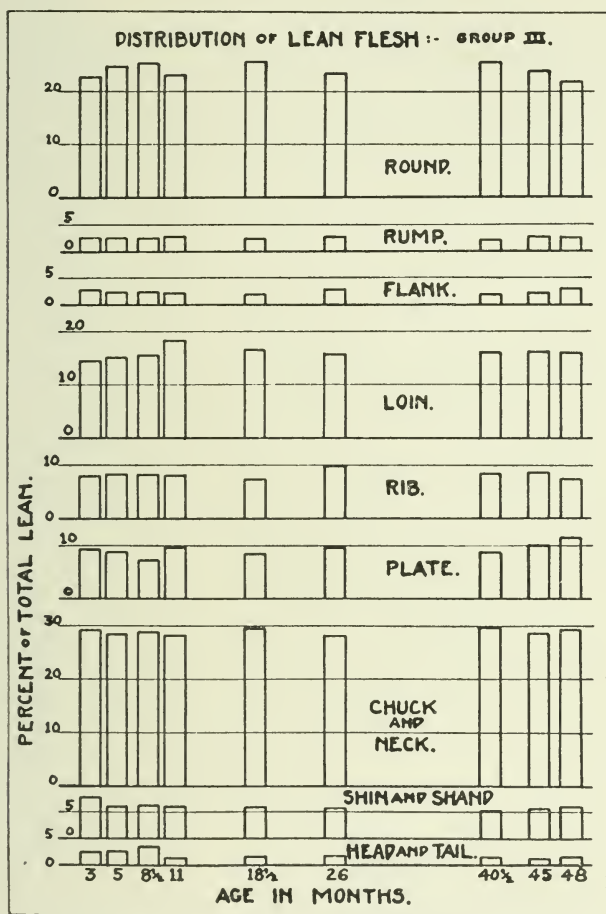 DISTRIBUTION OF LEAN FLESH :- GROUP III.
20
10
0
ROUND.
5
0
RUMP.
5
0
FLANK.
20
10
0
LOIN.
10
0
RIB.
10
0
PLATE.
30
20
10
0
CHUCK
AND
NECK.
SHIN AND SHAND
5
0
HEAD AND TAIL.
0
3 5 8½ 11 18½ 26 40½ 45 48
AGE IN MONTHS.
PERCENT OF TOTAL LEAN.